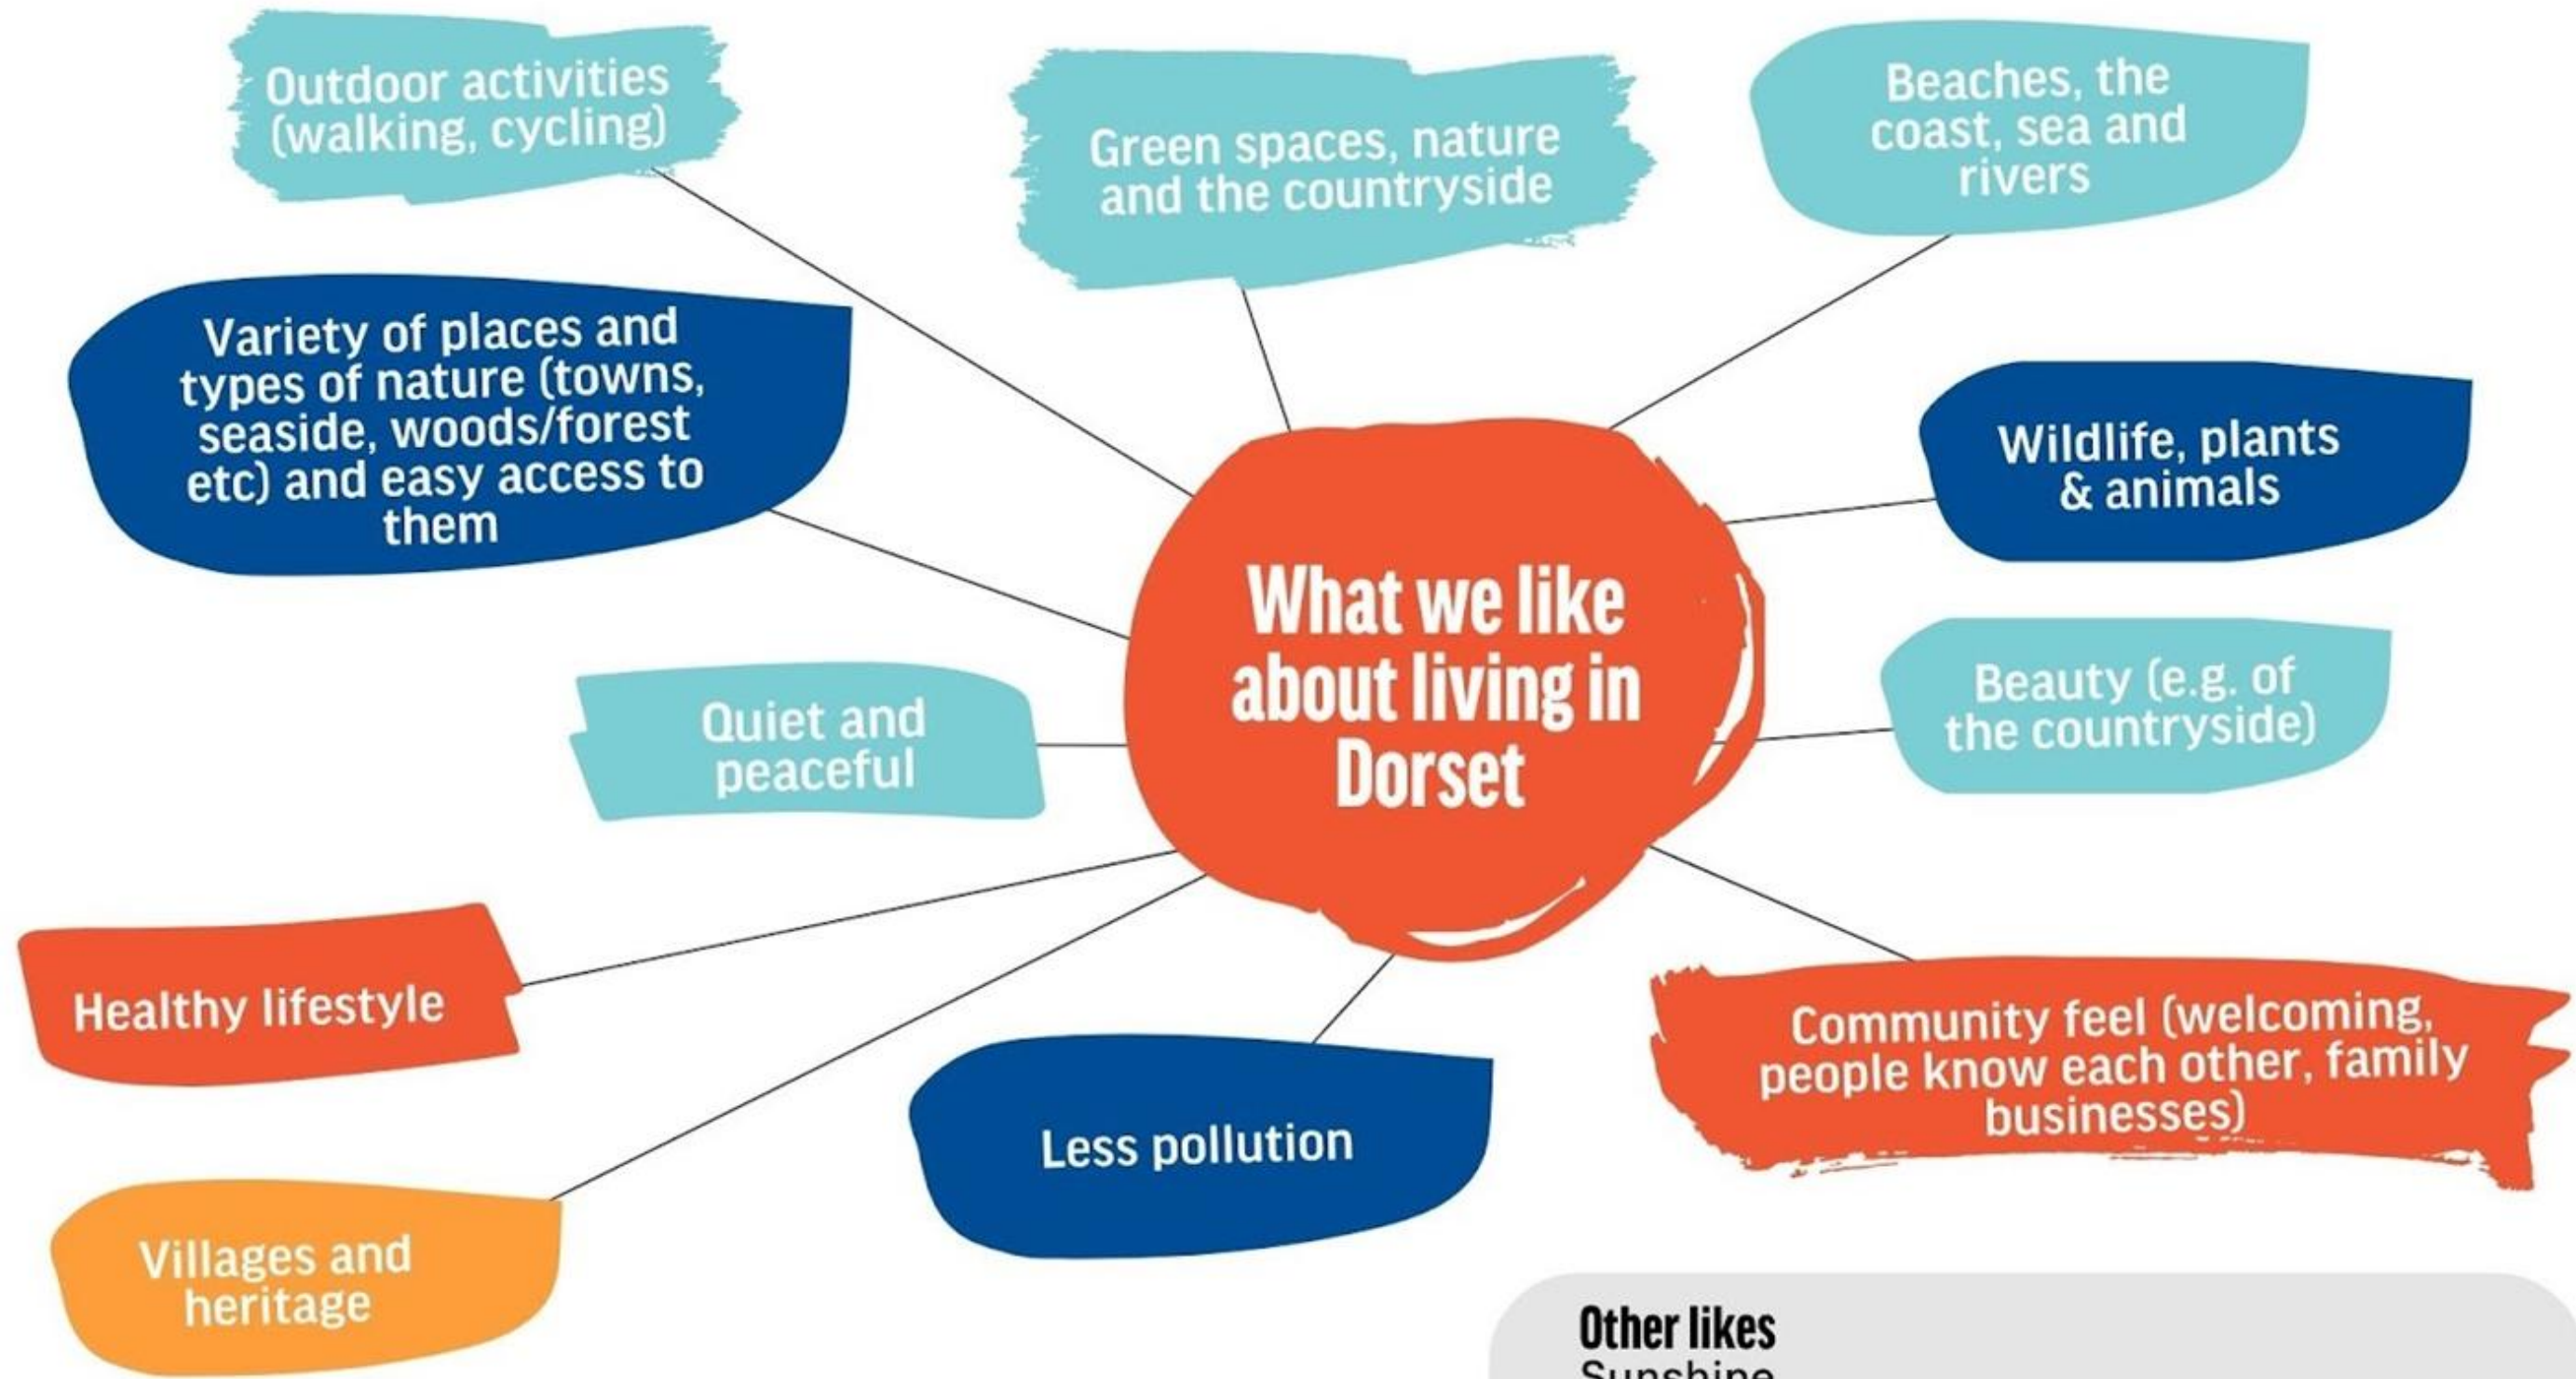 Outdoor activities
(walking, cycling)
Green spaces, nature
and the countryside
Beaches, the
coast, sea and
rivers
Variety of places and
types of nature (towns,
seaside, woods/forest
etc) and easy access to
them
Wildlife, plants
& animals
What we like
about living in
Dorset
Quiet and
peaceful
Beauty (e.g. of
the countryside)
Healthy lifestyle
Community feel (welcoming,
people know each other, family
businesses)
Less pollution
Villages and
heritage
Other likes
Sunshine